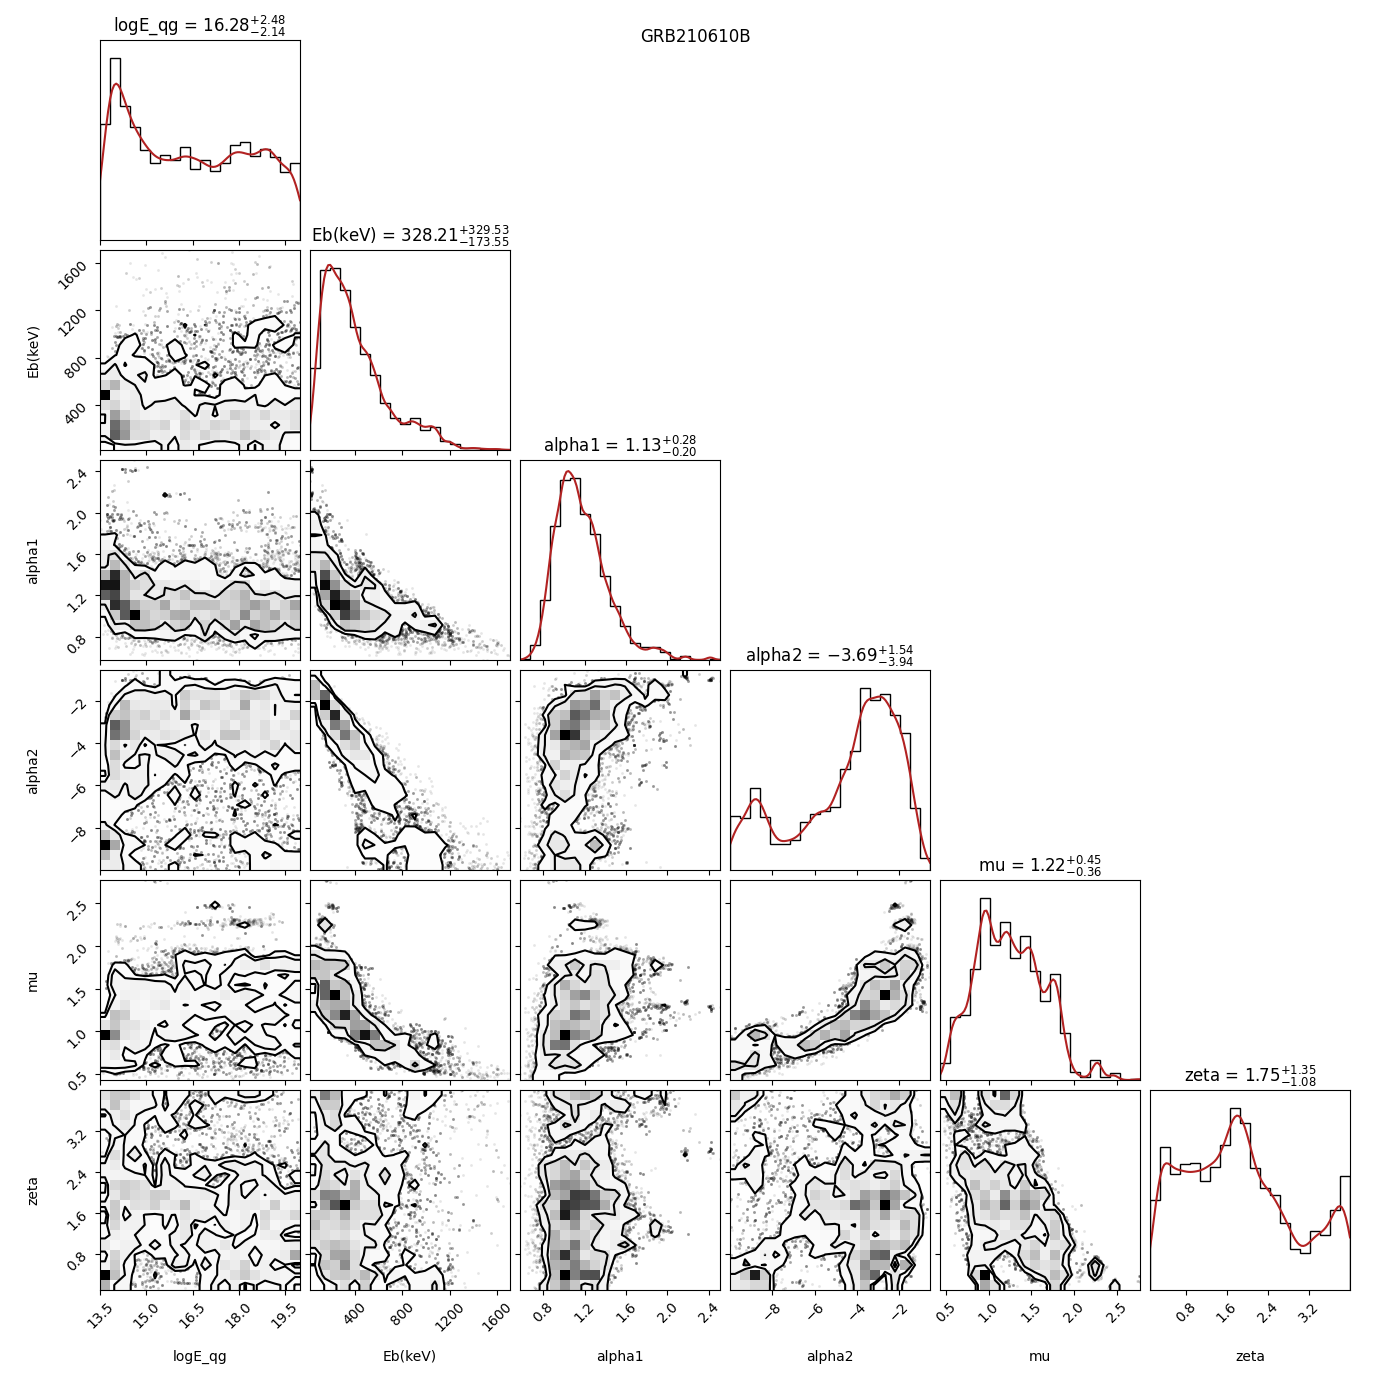 logE_qg = 16.28+2.48−2.14
GRB210610B
Eb(keV) = 328.21+329.53−173.55
Eb(keV)
1600
1200
800
400
alpha1 = 1.13+0.28−0.20
alpha1
2.4
2.0
1.6
1.2
0.8
alpha2 = −3.69+1.54−3.94
alpha2
−2
−4
−6
−8
mu = 1.22+0.45−0.36
mu
2.5
2.0
1.5
1.0
0.5
zeta = 1.75+1.35−1.08
zeta
3.2
2.4
1.6
0.8
13.5 15.0 16.5 18.0 19.5 400 800 1200 1600 0.8 1.2 1.6 2.0 2.4 −8 −6 −4 −2 0.5 1.0 1.5 2.0 2.5 0.8 1.6 2.4 3.2
logE_qg Eb(keV) alpha1 alpha2 mu zeta